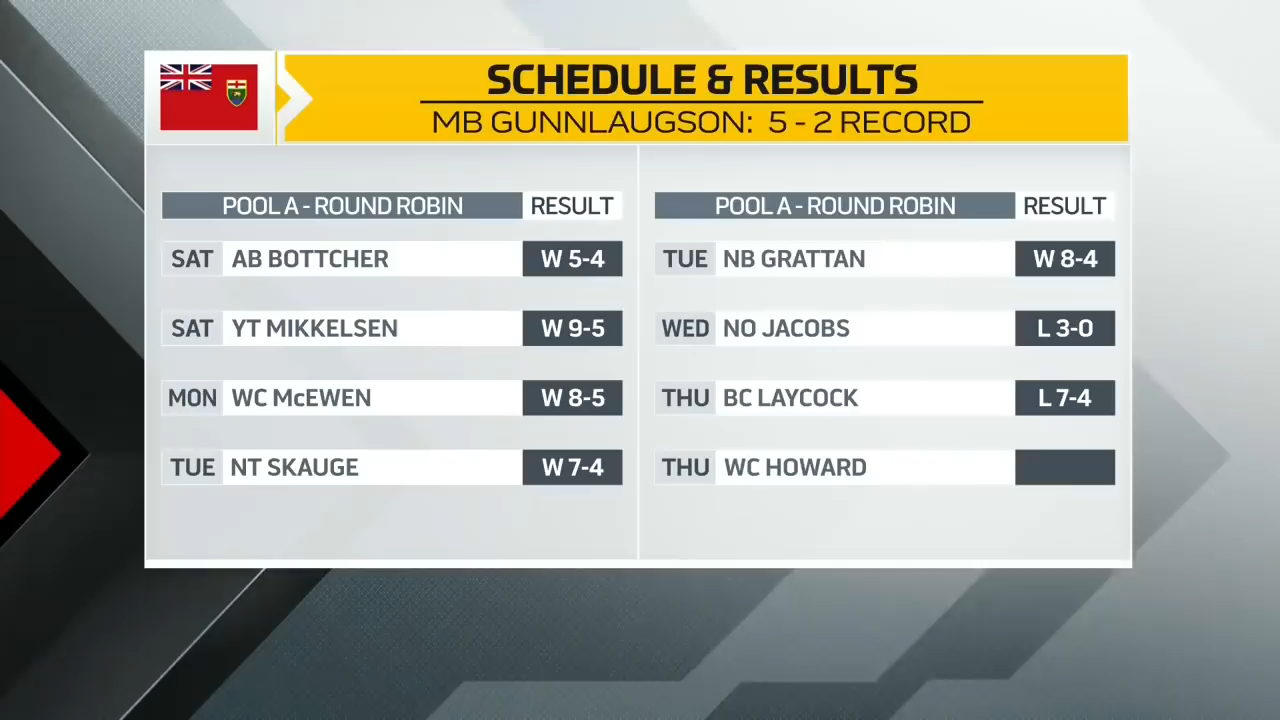 SCHEDULE & RESULTS
MB GUNNLAUGSON: 5 - 2 RECORD
POOL A - ROUND ROBIN RESULT
SAT AB BOTTCHER W 5-4
SAT YT MIKKELSEN W 9-5
MON WC McEWEN W 8-5
TUE NT SKAUGE W 7-4
POOL A - ROUND ROBIN RESULT
TUE NB GRATTAN W 8-4
WED NO JACOBS L 3-0
THU BC LAYCOCK L 7-4
THU WC HOWARD